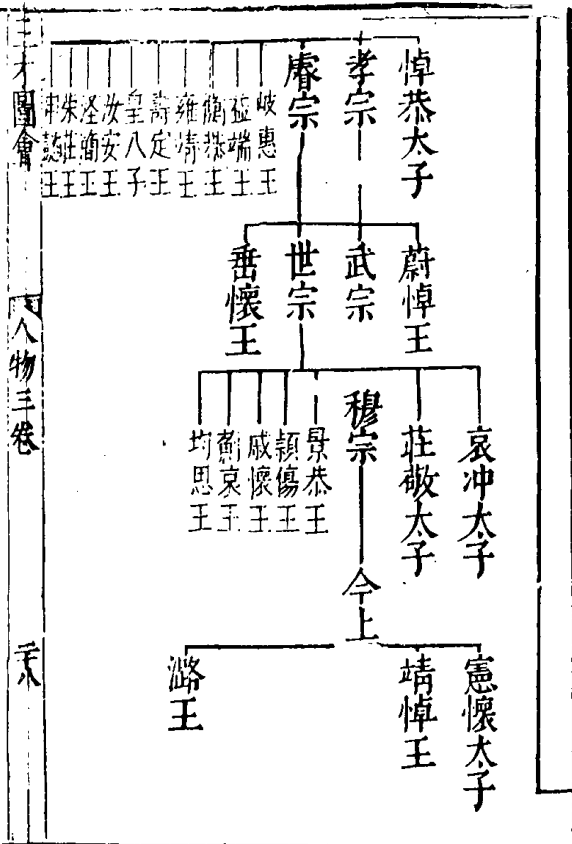 悼恭太子
孝宗
睿宗
岐惠王
益端王
衡恭王
雍靖王
壽定王
皇八子
汝安王
涇簡王
榮莊王
申懿王
蔚悼王
武宗
世宗
岳懷王
哀冲太子
莊敬太子
穆宗
景恭王
潁傷王
戚懷王
薊哀王
均思王
今上
憲懷太子
靖悼王
潞王
三才圖會
人物三卷